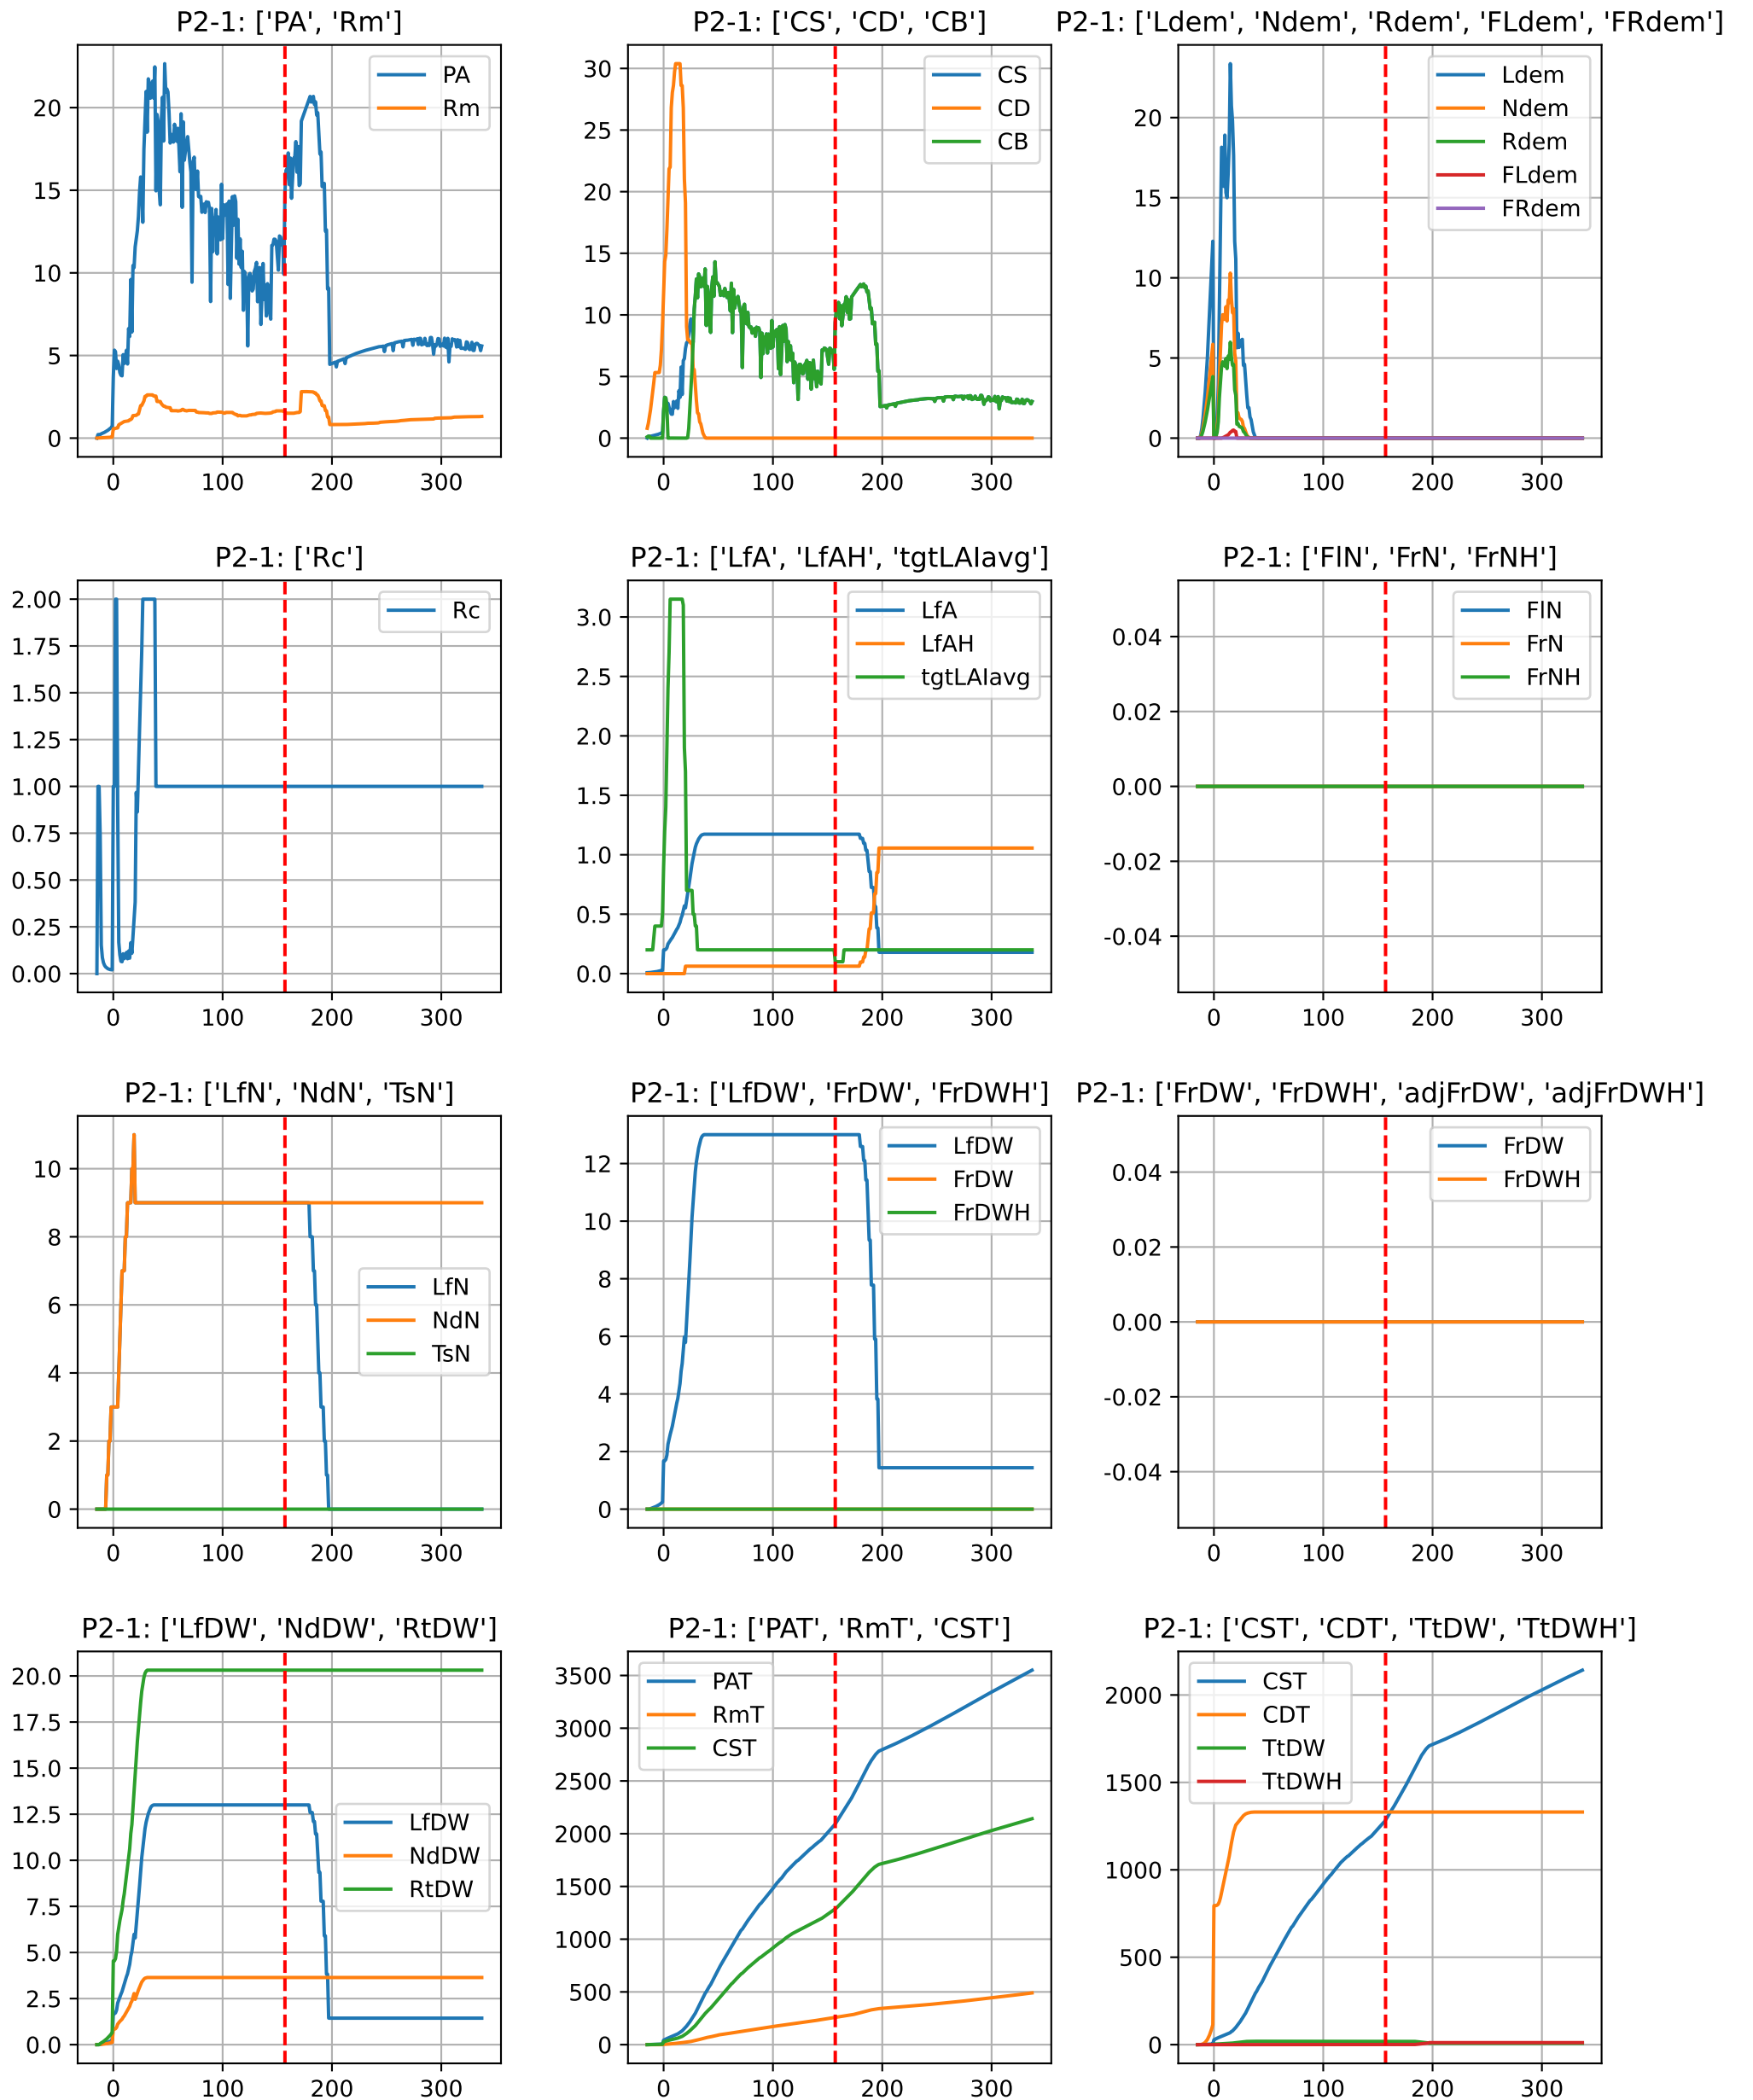 P2-1: ['PA', 'Rm']
PA
Rm
20
15
10
5
0
0 100 200 300
P2-1: ['CS', 'CD', 'CB']
CS
CD
CB
30
25
20
15
10
5
0
0 100 200 300
P2-1: ['Ldem', 'Ndem', 'Rdem', 'FLdem', 'FRdem']
Ldem
Ndem
Rdem
FLdem
FRdem
20
15
10
5
0
0 100 200 300
P2-1: ['Rc']
Rc
2.00
1.75
1.50
1.25
1.00
0.75
0.50
0.25
0.00
0 100 200 300
P2-1: ['LfA', 'LfAH', 'tgtLAIavg']
LfA
LfAH
tgtLAIavg
3.0
2.5
2.0
1.5
1.0
0.5
0.0
0 100 200 300
P2-1: ['FlN', 'FrN', 'FrNH']
FlN
FrN
FrNH
0.04
0.02
0.00
-0.02
-0.04
0 100 200 300
P2-1: ['LfN', 'NdN', 'TsN']
LfN
NdN
TsN
10
8
6
4
2
0
0 100 200 300
P2-1: ['LfDW', 'FrDW', 'FrDWH']
LfDW
FrDW
FrDWH
12
10
8
6
4
2
0
0 100 200 300
P2-1: ['FrDW', 'FrDWH', 'adjFrDW', 'adjFrDWH']
FrDW
FrDWH
0.04
0.02
0.00
-0.02
-0.04
0 100 200 300
P2-1: ['LfDW', 'NdDW', 'RtDW']
LfDW
NdDW
RtDW
20.0
17.5
15.0
12.5
10.0
7.5
5.0
2.5
0.0
0 100 200 300
P2-1: ['PAT', 'RmT', 'CST']
PAT
RmT
CST
3500
3000
2500
2000
1500
1000
500
0
0 100 200 300
P2-1: ['CST', 'CDT', 'TtDW', 'TtDWH']
CST
CDT
TtDW
TtDWH
2000
1500
1000
500
0
0 100 200 300